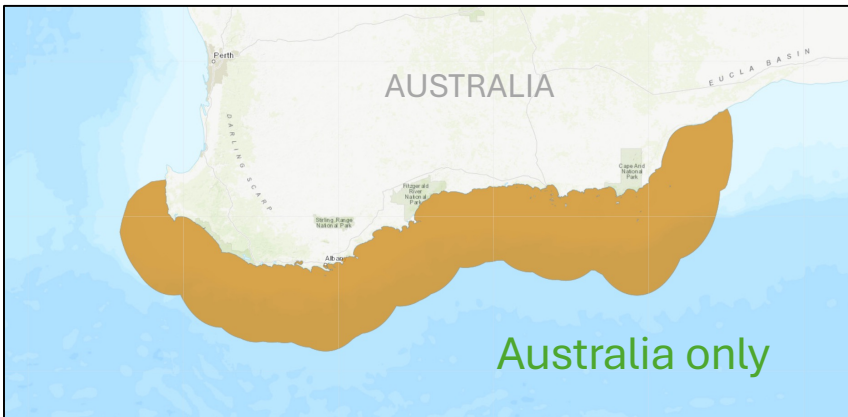 Perth
AUSTRALIA
EUCLA BASIN
DARLING SCARP
Cape Arid
National
Park
Fitzgerald
River
National
Park
Stirling Range
National Park
Alban
Australia only